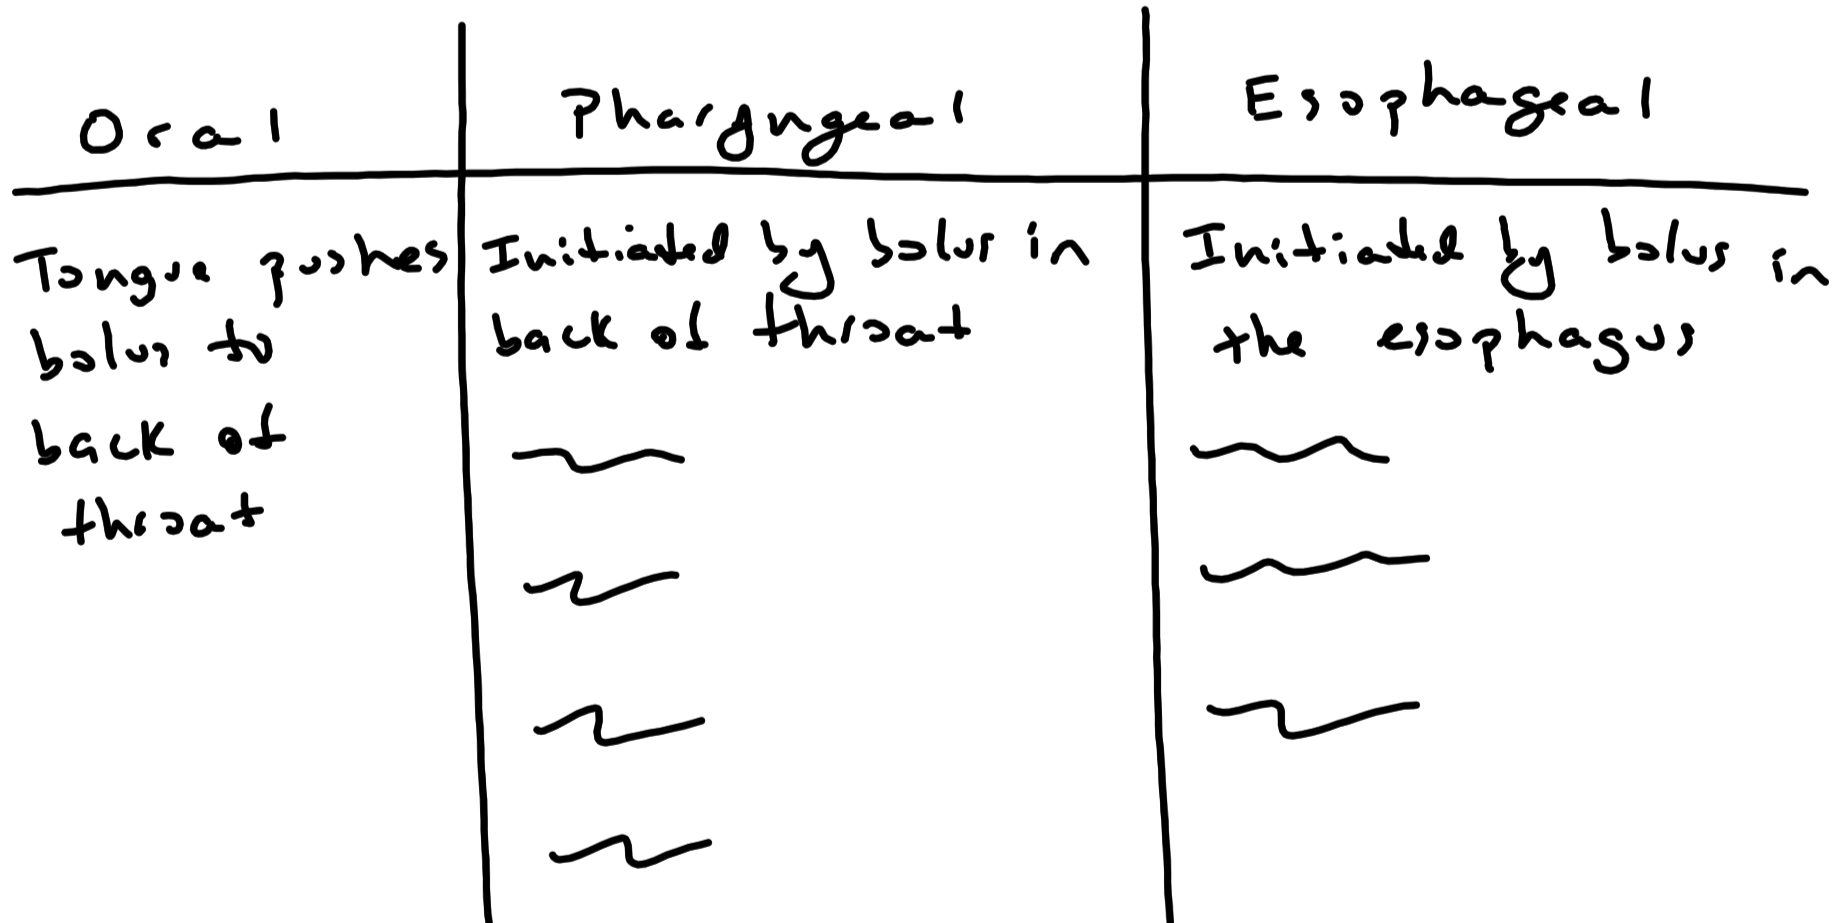 Oral
Pharyngeal
Esophageal
Tongue pushes
bolus to
back of
throat
Initiated by bolus in
back of throat
Initiated by bolus in
the esophagus